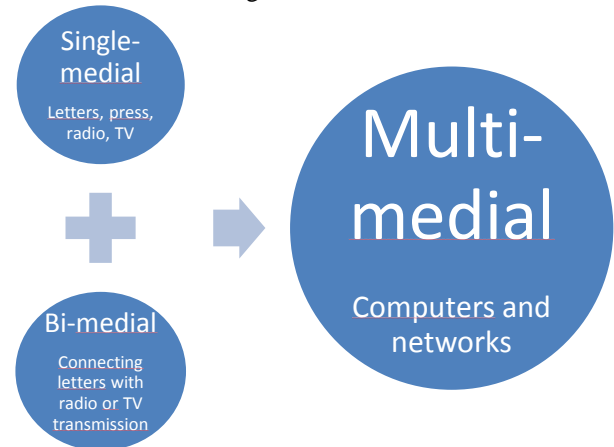 Single-
medial
Letters, press,
radio, TV
Bi-medial
Connecting
letters with
radio or TV
transmission
Multi-
medial
Computers and
networks